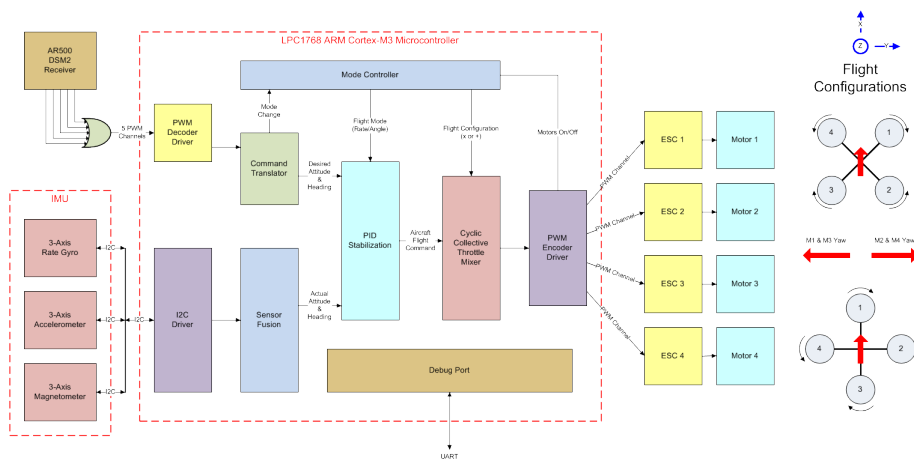 LPC1768 ARM Cortex-M3 Microcontroller
AR500
DSM2
Receiver
5 PWM
Channels
PWM
Decoder
Driver
Mode
Change
Command
Translator
Mode Controller
Flight Mode
(Rate/Angle)
Flight Configuration
(x or +)
Motors On/Off
Desired
Attitude
&
Heading
PID
Stabilization
Aircraft
Flight
Command
Cyclic
Collective
Throttle
Mixer
PWM
Encoder
Driver
IMU
3-Axis
Rate Gyro
3-Axis
Accelerometer
3-Axis
Magnetometer
I2C
I2C
I2C
I2C
I2C
Driver
Sensor
Fusion
Actual
Attitude
&
Heading
Debug Port
UART
PWM Channel
PWM Channel
PWM Channel
PWM Channel
ESC 1
Motor 1
ESC 2
Motor 2
ESC 3
Motor 3
ESC 4
Motor 4
X
Z
Y
Flight
Configurations
4
1
3
2
M1 & M3 Yaw
M2 & M4 Yaw
1
4
2
3